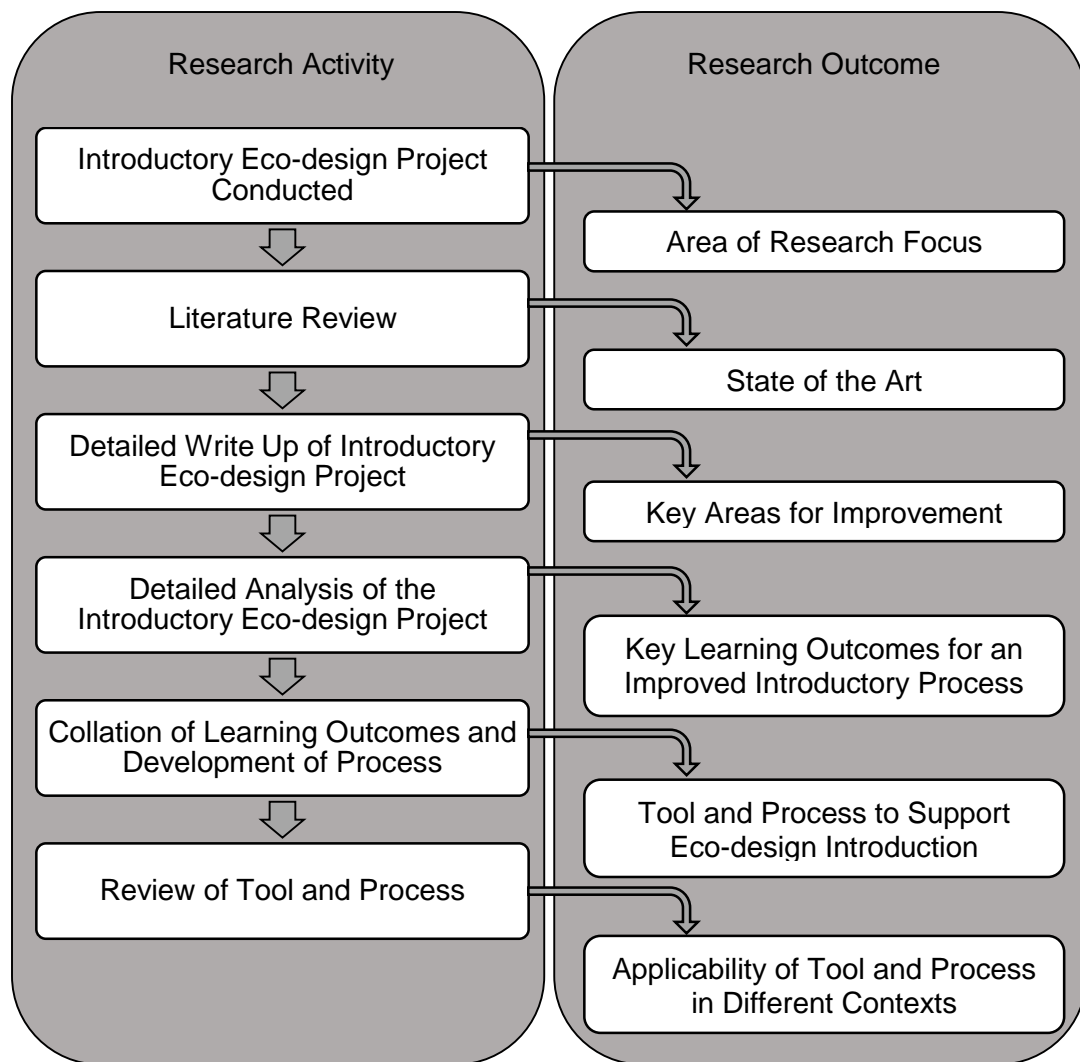 Research Activity
Introductory Eco-design Project
Conducted
Literature Review
Detailed Write Up of Introductory
Eco-design Project
Detailed Analysis of the
Introductory Eco-design Project
Collation of Learning Outcomes and
Development of Process
Review of Tool and Process
Research Outcome
Area of Research Focus
State of the Art
Key Areas for Improvement
Key Learning Outcomes for an
Improved Introductory Process
Tool and Process to Support
Eco-design Introduction
Applicability of Tool and Process
in Different Contexts